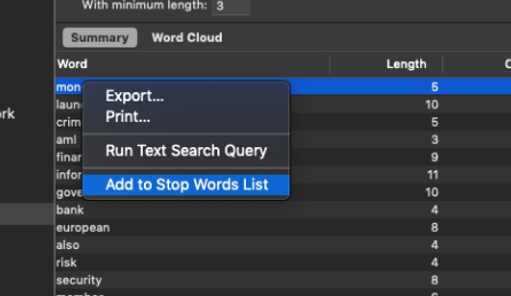 With minimum length: 3
Summary Word Cloud
Word Length
mon 5
laun 10
crim 5
aml 3
finar 9
infor 11
gove 10
bank 4
european 8
also 4
risk 4
security 8
Export...
Print...
Run Text Search Query
Add to Stop Words List